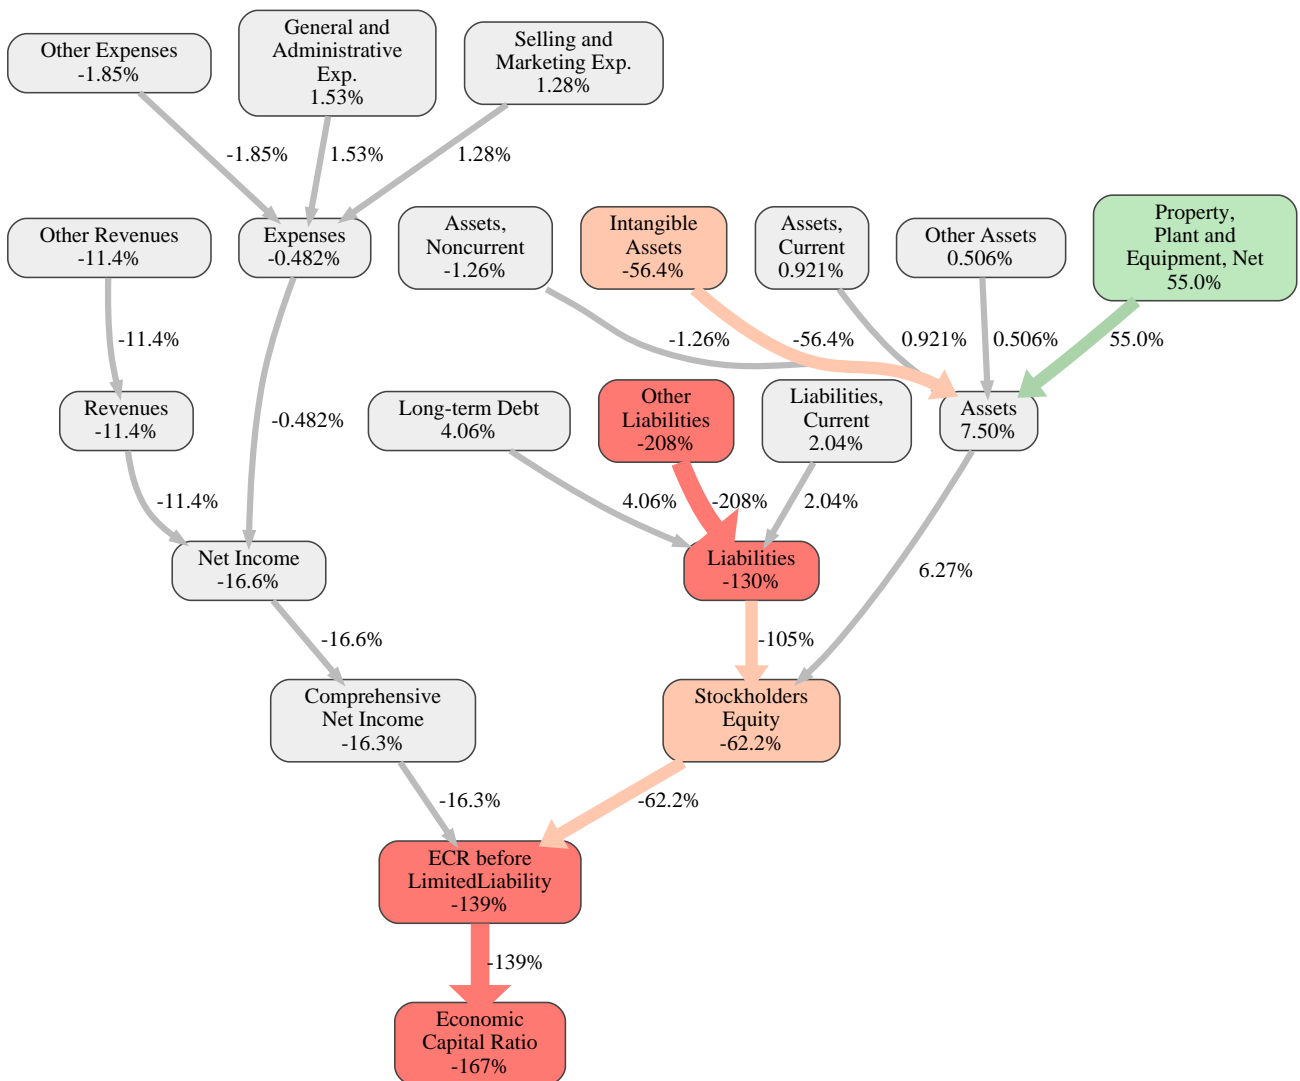 Other Expenses
-1.85%
General and
Administrative
Exp.
1.53%
Selling and
Marketing Exp.
1.28%
-1.85%
1.53%
1.28%
Other Revenues
-11.4%
Expenses
-0.482%
Assets,
Noncurrent
-1.26%
Intangible
Assets
-56.4%
Assets,
Current
0.921%
Other Assets
0.506%
Property,
Plant and
Equipment, Net
55.0%
-11.4%
-0.482%
-1.26%
-56.4%
0.921%
0.506%
55.0%
Revenues
-11.4%
Long-term Debt
4.06%
Other
Liabilities
-208%
Liabilities,
Current
2.04%
Assets
7.50%
-11.4%
4.06%
-208%
2.04%
6.27%
Net Income
-16.6%
Liabilities
-130%
-16.6%
-105%
Comprehensive
Net Income
-16.3%
Stockholders
Equity
-62.2%
-16.3%
-62.2%
ECR before
LimitedLiability
-139%
-139%
Economic
Capital Ratio
-167%